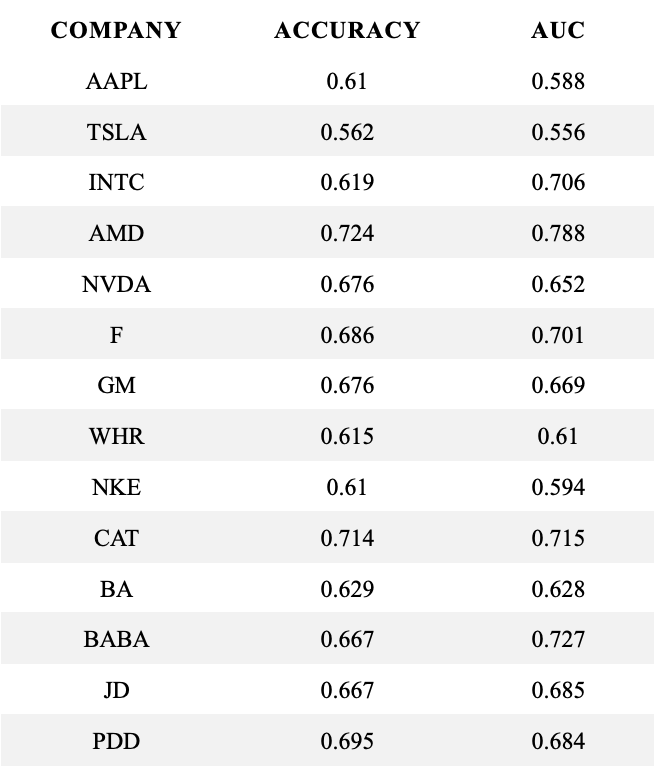 COMPANY ACCURACY AUC
AAPL 0.61 0.588
TSLA 0.562 0.556
INTC 0.619 0.706
AMD 0.724 0.788
NVDA 0.676 0.652
F 0.686 0.701
GM 0.676 0.669
WHR 0.615 0.61
NKE 0.61 0.594
CAT 0.714 0.715
BA 0.629 0.628
BABA 0.667 0.727
JD 0.667 0.685
PDD 0.695 0.684